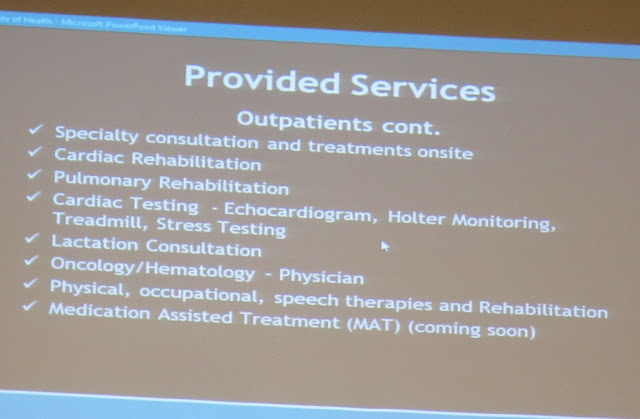 te of Health - Microsoft PowerPoint Viewer
Provided Services
Outpatients cont.
✓ Specialty consultation and treatments onsite
✓ Cardiac Rehabilitation
✓ Pulmonary Rehabilitation
✓ Cardiac Testing - Echocardiogram, Holter Monitoring,
Treadmill, Stress Testing
✓ Lactation Consultation
✓ Oncology/Hematology - Physician
✓ Physical, occupational, speech therapies and Rehabilitation
✓ Medication Assisted Treatment (MAT) (coming soon)